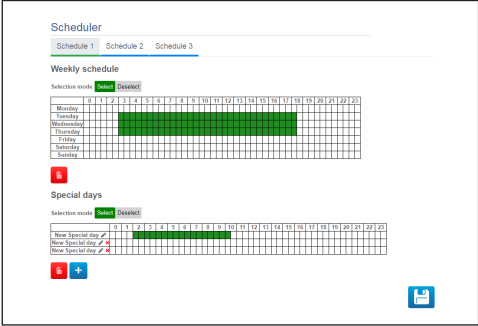 Scheduler
Schedule 1 Schedule 2 Schedule 3
Weekly schedule
Selection mode Select Deselect
0 1 2 3 4 5 6 7 8 9 10 11 12 13 14 15 16 17 18 19 20 21 22 23
Monday
Tuesday
Wednesday
Thursday
Friday
Saturday
Sunday
Special days
Selection mode Select Deselect
0 1 2 3 4 5 6 7 8 9 10 11 12 13 14 15 16 17 18 19 20 21 22 23
New Special day
New Special day
New Special day